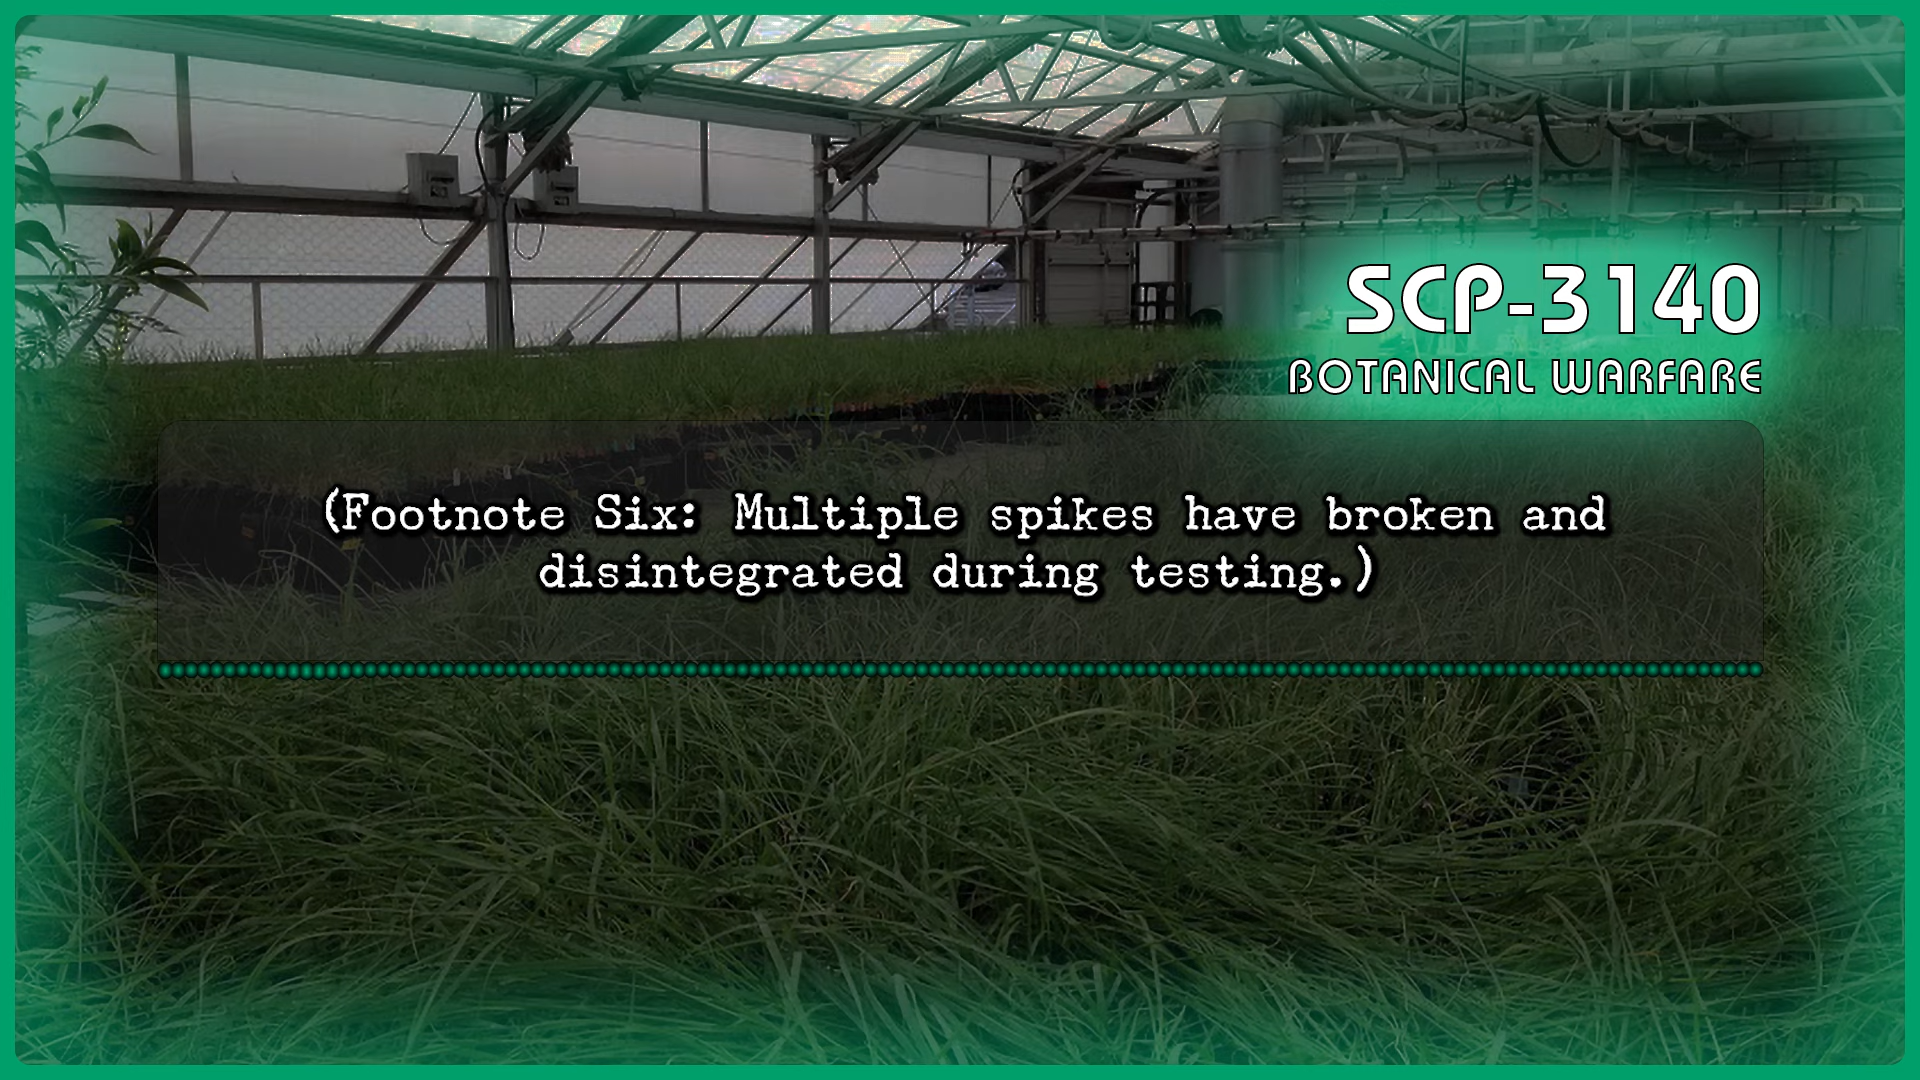 SCP-3140
BOTANICAL WARFARE
(Footnote Six: Multiple spikes have broken and
disintegrated during testing.)